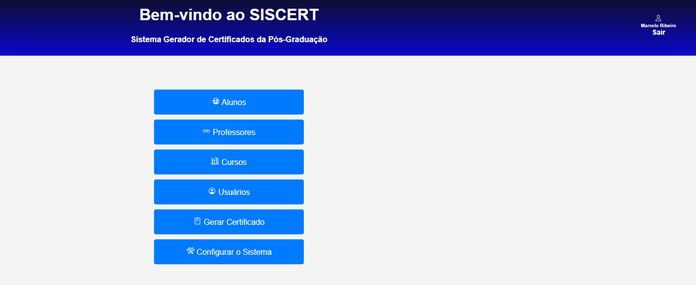 Bem-vindo ao SISCERT
Sistema Gerador de Certificados da Pós-Graduação
Marcelo Ribeiro
Sair
Alunos
Professores
Cursos
Usuários
Gerar Certificado
Configurar o Sistema